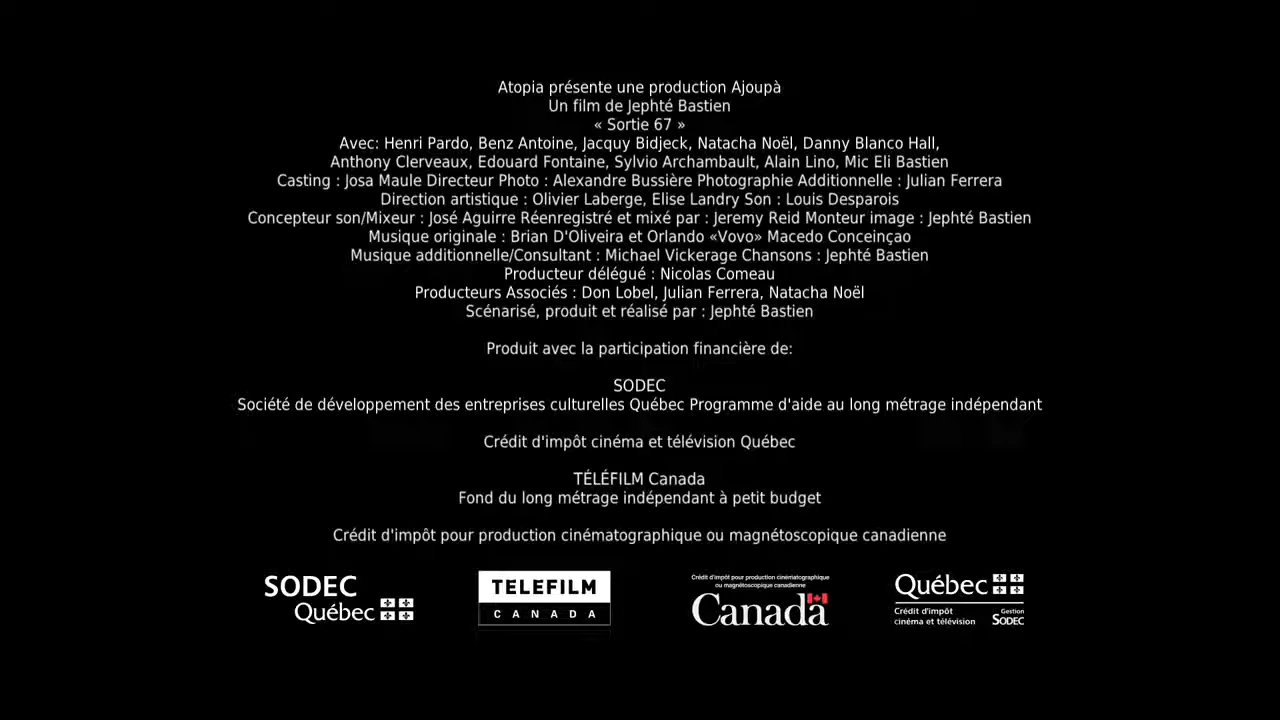 Atopia présente une production Ajoupà
Un film de Jephté Bastien
« Sortie 67 »
Avec: Henri Pardo, Benz Antoine, Jacquy Bidjeck, Natacha Noël, Danny Blanco Hall,
Anthony Clerveaux, Edouard Fontaine, Sylvio Archambault, Alain Lino, Mic Eli Bastien
Casting : Josa Maule Directeur Photo : Alexandre Bussière Photographie Additionnelle : Julian Ferrera
Direction artistique : Olivier Laberge, Elise Landry Son : Louis Desparois
Concepteur son/Mixeur : José Aguirre Réenregistré et mixé par : Jeremy Reid Monteur image : Jephté Bastien
Musique originale : Brian D'Oliveira et Orlando «Vovo» Macedo Conceinçao
Musique additionnelle/Consultant : Michael Vickerage Chansons : Jephté Bastien
Producteur délégué : Nicolas Comeau
Producteurs Associés : Don Lobel, Julian Ferrera, Natacha Noël
Scénarisé, produit et réalisé par : Jephté Bastien
Produit avec la participation financière de:
SODEC
Société de développement des entreprises culturelles Québec Programme d'aide au long métrage indépendant
Crédit d'impôt cinéma et télévision Québec
TÉLÉFILM Canada
Fond du long métrage indépendant à petit budget
Crédit d'impôt pour production cinématographique ou magnétoscopique canadienne
SODEC
Québec
TELEFILM
CANADA
Crédit d'impôt pour production cinématographique
ou magnétoscopique canadienne
Canada
Québec
Crédit d'impôt
cinéma et télévision
Gestion
SODEC